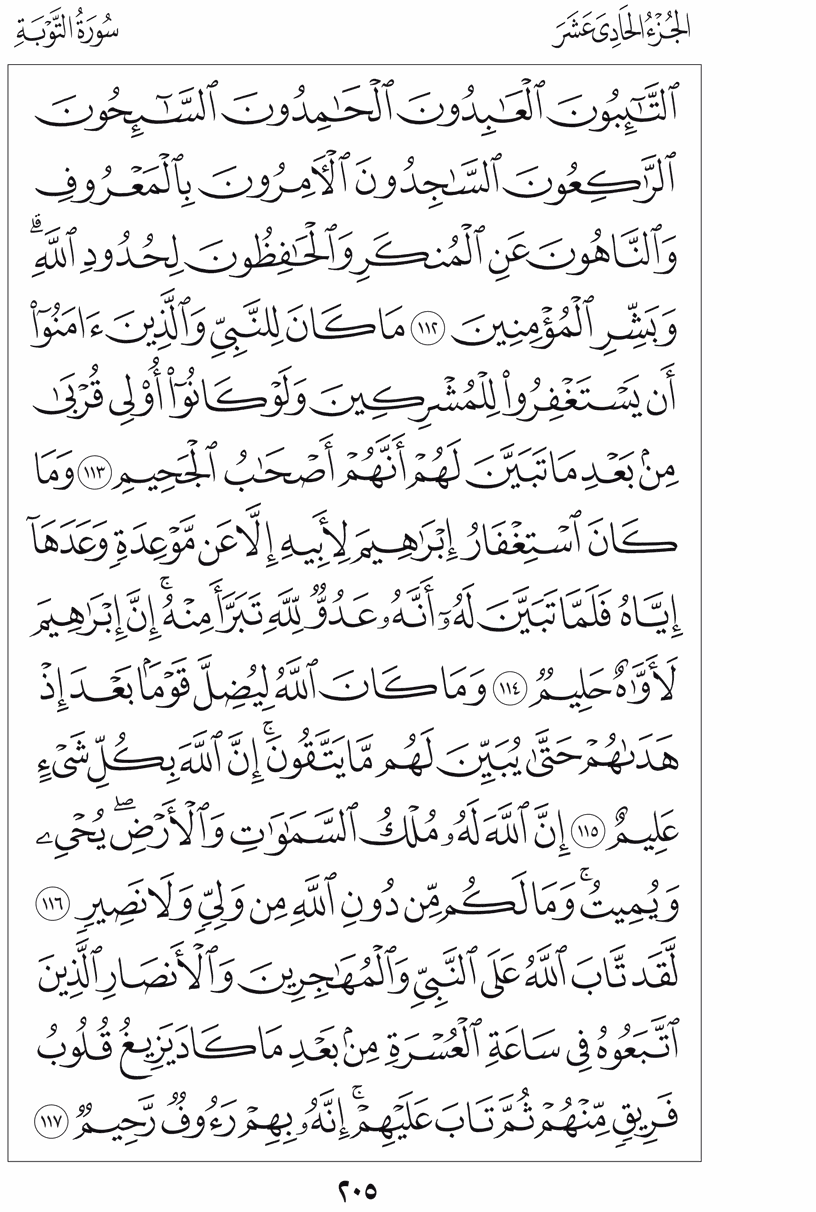 الجُزْءُ الحَادِيَ عَشَرَ
سُورَةُ التَّوْبَةِ
ٱلتَّـٰٓئِبُونَ ٱلْعَـٰبِدُونَ ٱلْحَـٰمِدُونَ ٱلسَّـٰٓئِحُونَ
ٱلرَّٰكِعُونَ ٱلسَّـٰجِدُونَ ٱلْـَٔامِرُونَ بِٱلْمَعْرُوفِ
وَٱلنَّاهُونَ عَنِ ٱلْمُنكَرِ وَٱلْحَـٰفِظُونَ لِحُدُودِ ٱللَّهِ ۗ
وَبَشِّرِ ٱلْمُؤْمِنِينَ ١١٢ مَا كَانَ لِلنَّبِىِّ وَٱلَّذِينَ ءَامَنُوٓا۟
أَن يَسْتَغْفِرُوا۟ لِلْمُشْرِكِينَ وَلَوْ كَانُوٓا۟ أُو۟لِى قُرْبَىٰ
مِنۢ بَعْدِ مَا تَبَيَّنَ لَهُمْ أَنَّهُمْ أَصْحَـٰبُ ٱلْجَحِيمِ ١١٣ وَمَا
كَانَ ٱسْتِغْفَارُ إِبْرَٰهِيمَ لِأَبِيهِ إِلَّا عَن مَّوْعِدَةٍ وَعَدَهَآ
إِيَّاهُ فَلَمَّا تَبَيَّنَ لَهُۥٓ أَنَّهُۥ عَدُوٌّ لِّلَّهِ تَبَرَّأَ مِنْهُ ۚ إِنَّ إِبْرَٰهِيمَ
لَأَوَّٰهٌ حَلِيمٌ ١١٤ وَمَا كَانَ ٱللَّهُ لِيُضِلَّ قَوْمًۢا بَعْدَ إِذْ
هَدَىٰهُمْ حَتَّىٰ يُبَيِّنَ لَهُم مَّا يَتَّقُونَ ۚ إِنَّ ٱللَّهَ بِكُلِّ شَىْءٍ
عَلِيمٌ ١١٥ إِنَّ ٱللَّهَ لَهُۥ مُلْكُ ٱلسَّمَـٰوَٰتِ وَٱلْأَرْضِ ۖ يُحْىِۦ
وَيُمِيتُ ۚ وَمَا لَكُم مِّن دُونِ ٱللَّهِ مِن وَلِىٍّ وَلَا نَصِيرٍ ١١٦
لَّقَد تَّابَ ٱللَّهُ عَلَى ٱلنَّبِىِّ وَٱلْمُهَـٰجِرِينَ وَٱلْأَنصَارِ ٱلَّذِينَ
ٱتَّبَعُوهُ فِى سَاعَةِ ٱلْعُسْرَةِ مِنۢ بَعْدِ مَا كَادَ يَزِيغُ قُلُوبُ
فَرِيقٍ مِّنْهُمْ ثُمَّ تَابَ عَلَيْهِمْ ۚ إِنَّهُۥ بِهِمْ رَءُوفٌ رَّحِيمٌ ١١٧
٢٠٥